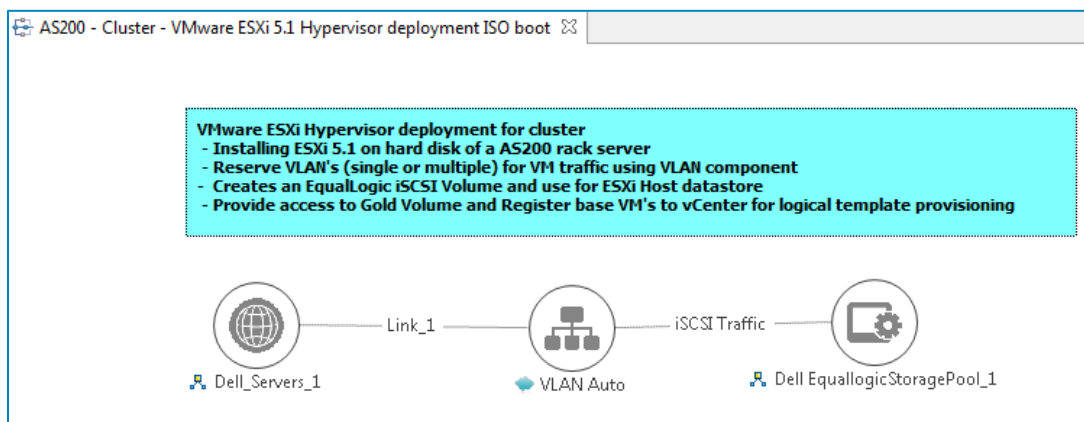 AS200 - Cluster - VMware ESXi 5.1 Hypervisor deployment ISO boot
VMware ESXi Hypervisor deployment for cluster
- Installing ESXi 5.1 on hard disk of a AS200 rack server
- Reserve VLAN's (single or multiple) for VM traffic using VLAN component
- Creates an EqualLogic iSCSI Volume and use for ESXi Host datastore
- Provide access to Gold Volume and Register base VM's to vCenter for logical template provisioning
Link_1
iSCSI Traffic
Dell_Servers_1
VLAN Auto
Dell EquallogicStoragePool_1